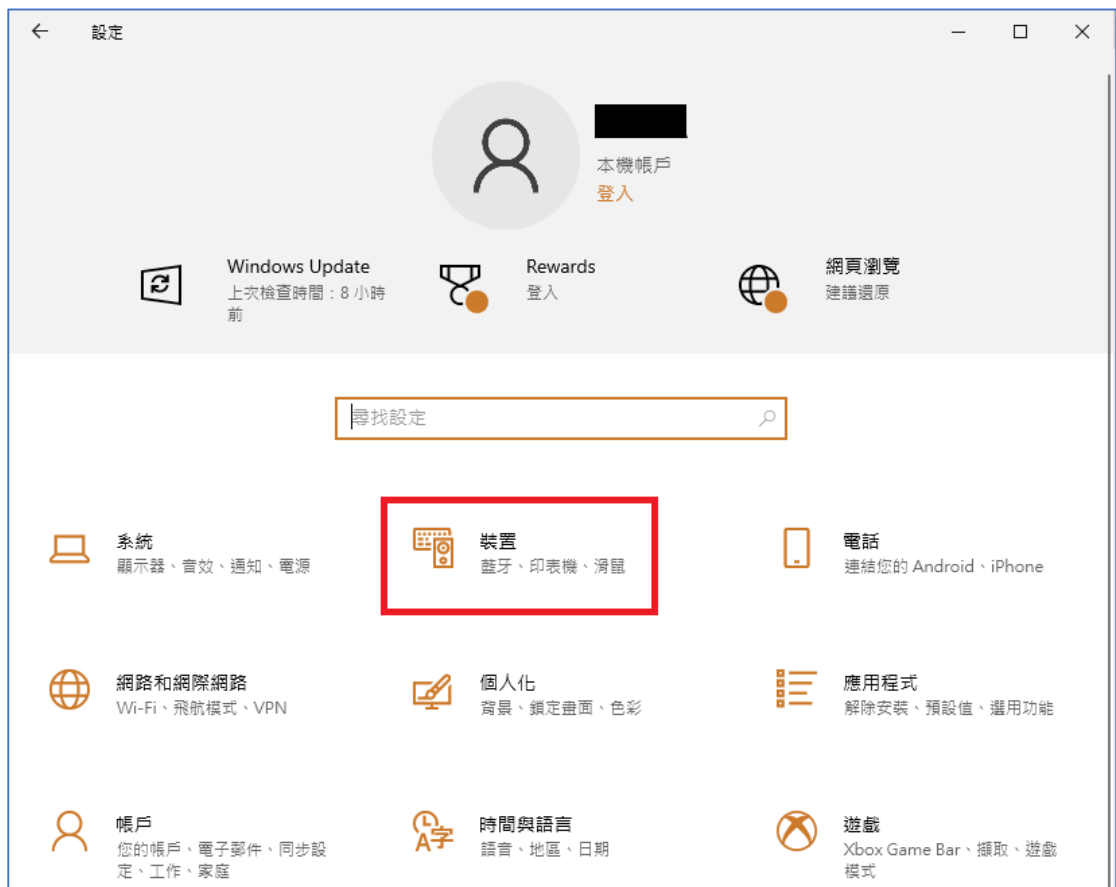 設定
本機帳戶
登入
Windows Update
上次檢查時間：8 小時
前
Rewards
登入
網頁瀏覽
建議還原
尋找設定
系統
顯示器、音效、通知、電源
裝置
藍牙、印表機、滑鼠
電話
連結您的 Android、iPhone
網路和網際網路
Wi-Fi、飛航模式、VPN
個人化
背景、鎖定畫面、色彩
應用程式
解除安裝、預設值、選用功能
帳戶
您的帳戶、電子郵件、同步設
定、工作、家庭
時間與語言
語音、地區、日期
遊戲
Xbox Game Bar、擷取、遊戲
模式